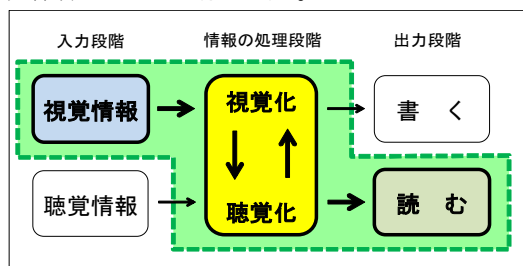 入力段階 情報の処理段階 出力段階
視覚情報 視覚化 書 く
聴覚情報 聴覚化 読 む